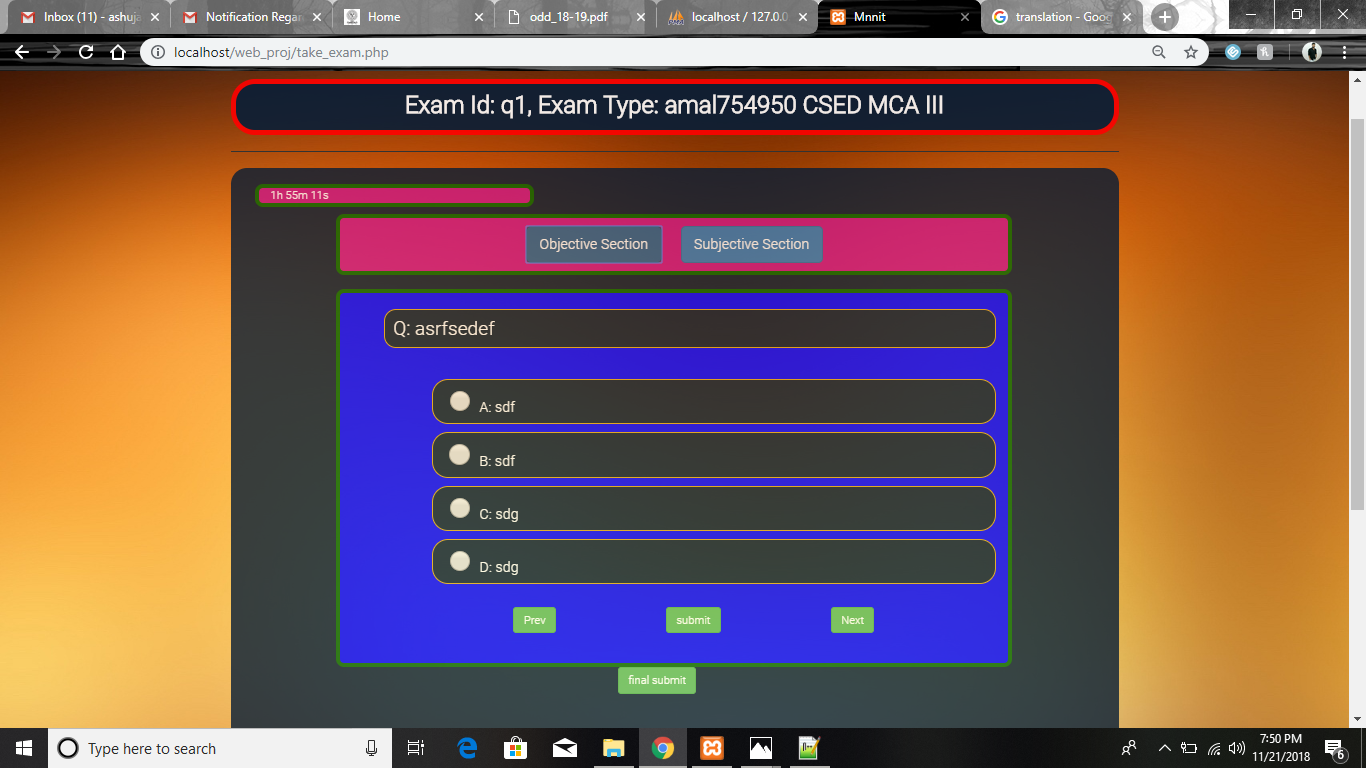 Inbox (11) - ashuj
Notification Regar
Home
odd_18-19.pdf
localhost / 127.0.0
Mnnit
translation - Goog
localhost/web_proj/take_exam.php
Exam Id: q1, Exam Type: amal754950 CSED MCA III
1h 55m 11s
Objective Section
Subjective Section
Q: asrfsedef
A: sdf
B: sdf
C: sdg
D: sdg
Prev
submit
Next
final submit
Type here to search
7:50 PM
11/21/2018
6